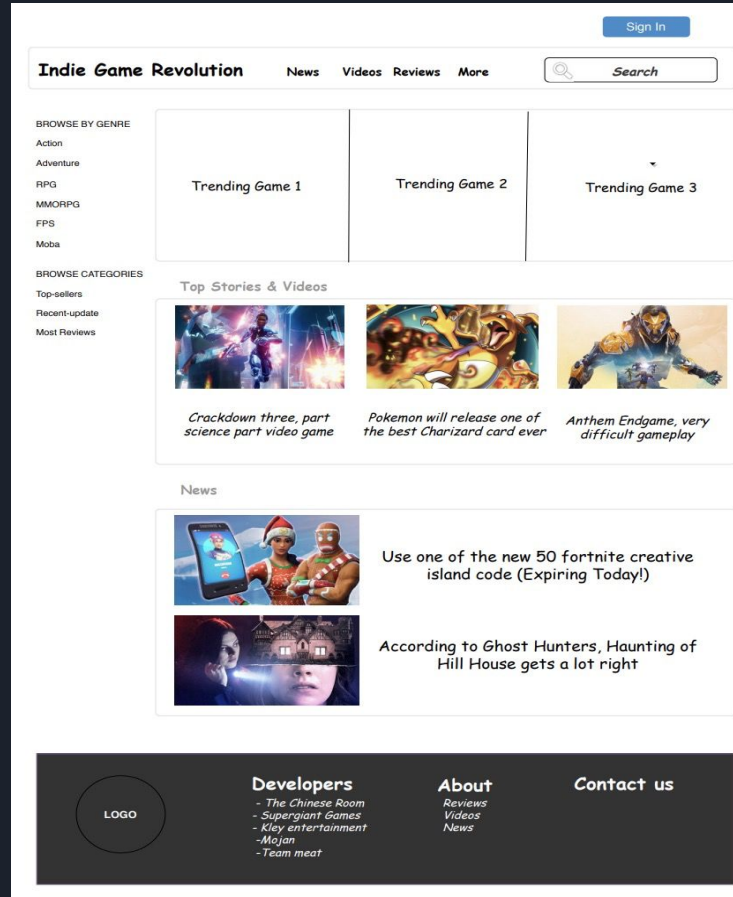 Sign In
Indie Game Revolution News Videos Reviews More Search
BROWSE BY GENRE
Action
Adventure
RPG
MMORPG
FPS
Moba
BROWSE CATEGORIES
Top-sellers
Recent-update
Most Reviews
Trending Game 1
Trending Game 2
Trending Game 3
Top Stories & Videos
Crackdown three, part
science part video game
Pokemon will release one of
the best Charizard card ever
Anthem Endgame, very
difficult gameplay
News
Use one of the new 50 fortnite creative
island code (Expiring Today!)
According to Ghost Hunters, Haunting of
Hill House gets a lot right
LOGO
Developers
- The Chinese Room
- Supergiant Games
- Kley entertainment
-Mojan
-Team meat
About
Reviews
Videos
News
Contact us